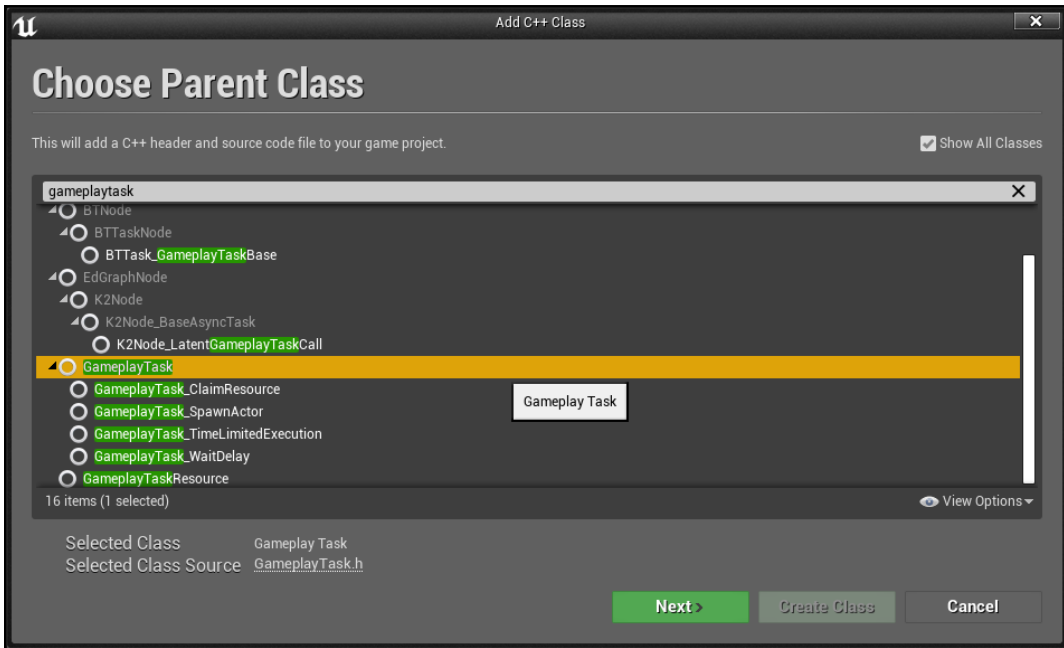 Add C++ Class
Choose Parent Class
This will add a C++ header and source code file to your game project.
Show All Classes
gameplaytask
BTNode
BTTaskNode
BTTask_GameplayTaskBase
EdGraphNode
K2Node
K2Node_BaseAsyncTask
K2Node_LatentGameplayTaskCall
GameplayTask
GameplayTask_ClaimResource
Gameplay Task
GameplayTask_SpawnActor
GameplayTask_TimeLimitedExecution
GameplayTask_WaitDelay
GameplayTaskResource
16 items (1 selected)
View Options
Selected Class Gameplay Task
Selected Class Source GameplayTask.h
Next
Create Class
Cancel